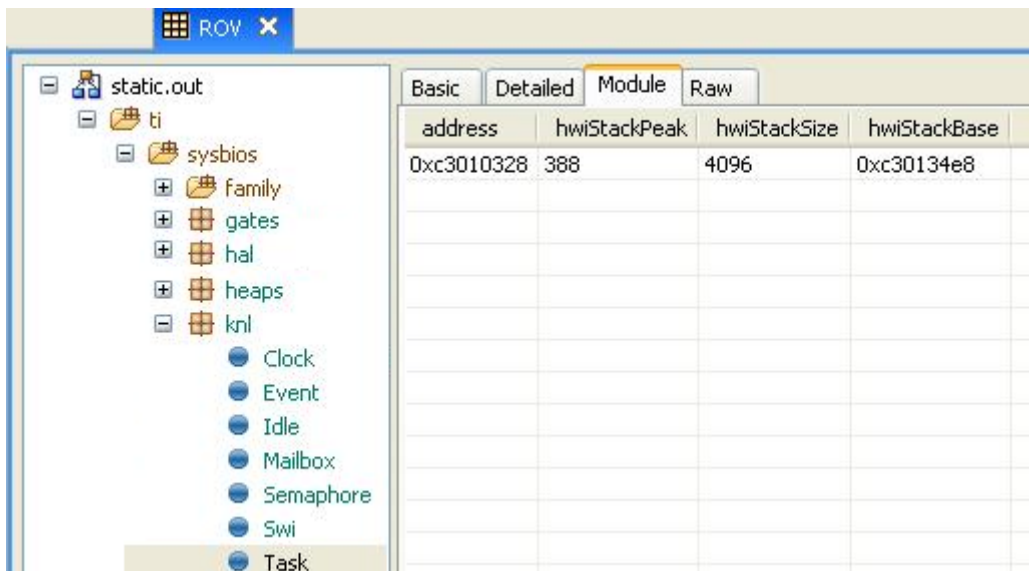 ROV
static.out
ti
sysbios
family
gates
hal
heaps
knl
Clock
Event
Idle
Mailbox
Semaphore
Swi
Task
Basic Detailed Module Raw
address hwiStackPeak hwiStackSize hwiStackBase
0xc3010328 388 4096 0xc30134e8